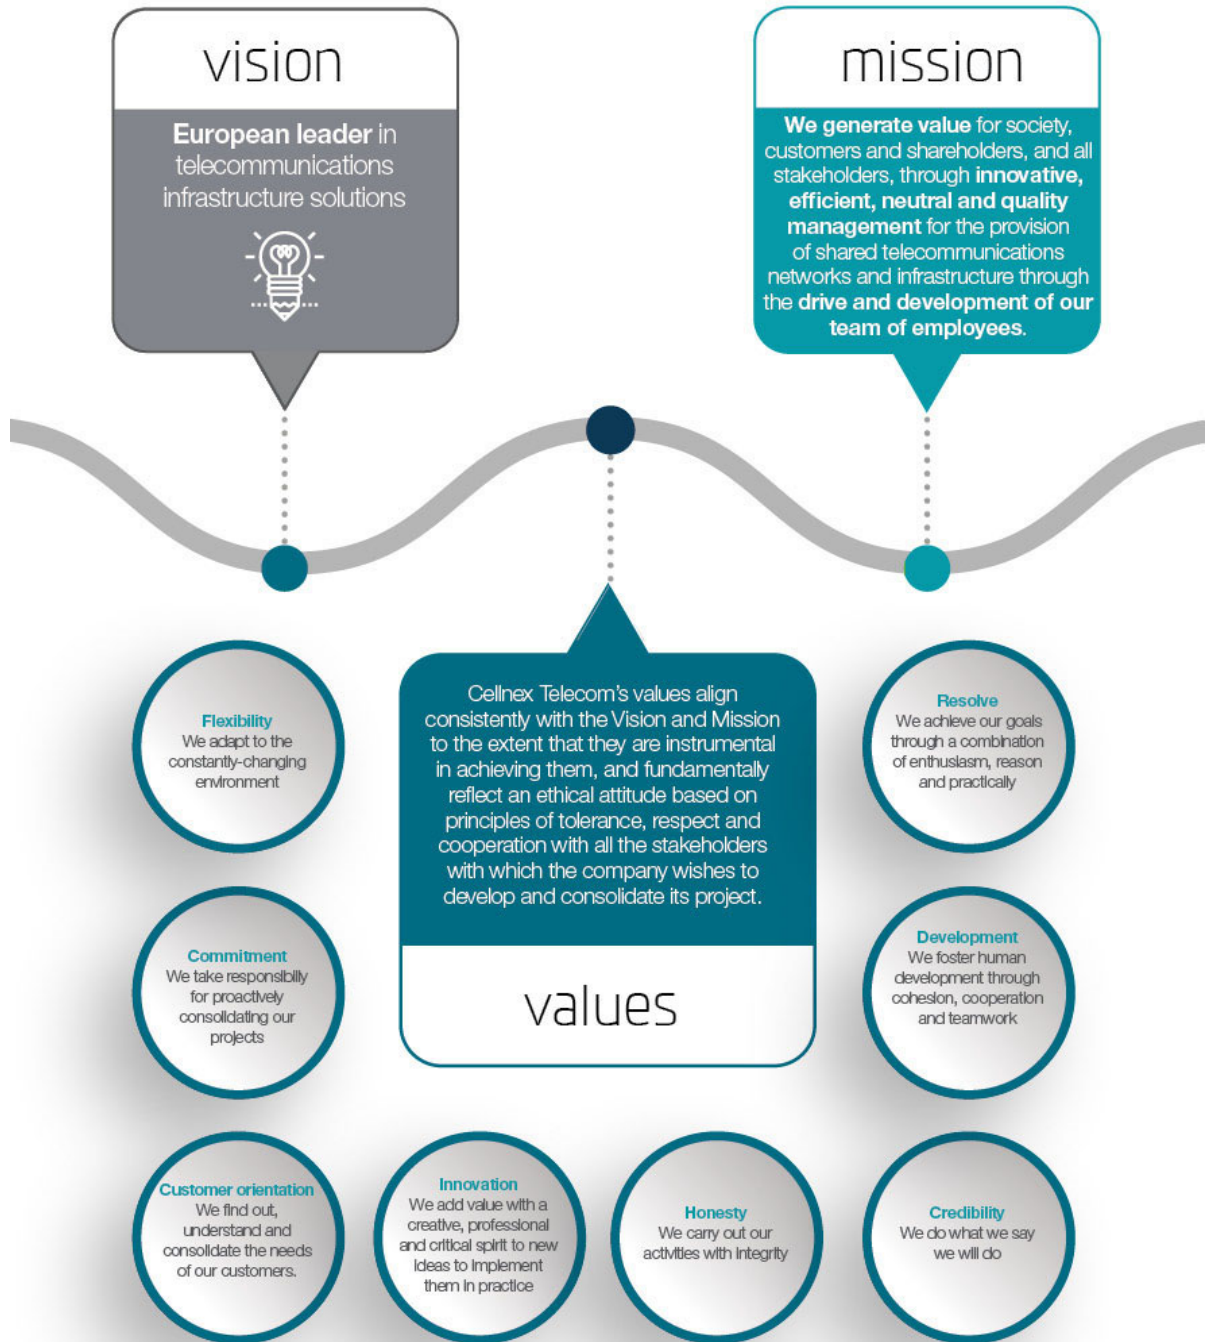 vision
European leader in
telecommunications
infrastructure solutions
mission
We generate value for society,
customers and shareholders, and all
stakeholders, through innovative,
efficient, neutral and quality
management for the provision
of shared telecommunications
networks and infrastructure through
the drive and development of our
team of employees.
Cellnex Telecom's values align
consistently with the Vision and Mission
to the extent that they are instrumental
in achieving them, and fundamentally
reflect an ethical attitude based on
principles of tolerance, respect and
cooperation with all the stakeholders
with which the company wishes to
develop and consolidate its project.
values
Flexibility
We adapt to the
constantly-changing
environment
Resolve
We achieve our goals
through a combination
of enthusiasm, reason
and practically
Commitment
We take responsibilly
for proactively
consolidating our
projects
Development
We foster human
development through
cohesion, cooperation
and teamwork
Customer orientation
We find out,
understand and
consolidate the needs
of our customers.
Innovation
We add value with a
creative, professional
and critical spirit to new
ideas to implement
them in practice
Honesty
We carry out our
activities with integrity
Credibility
We do what we say
we will do